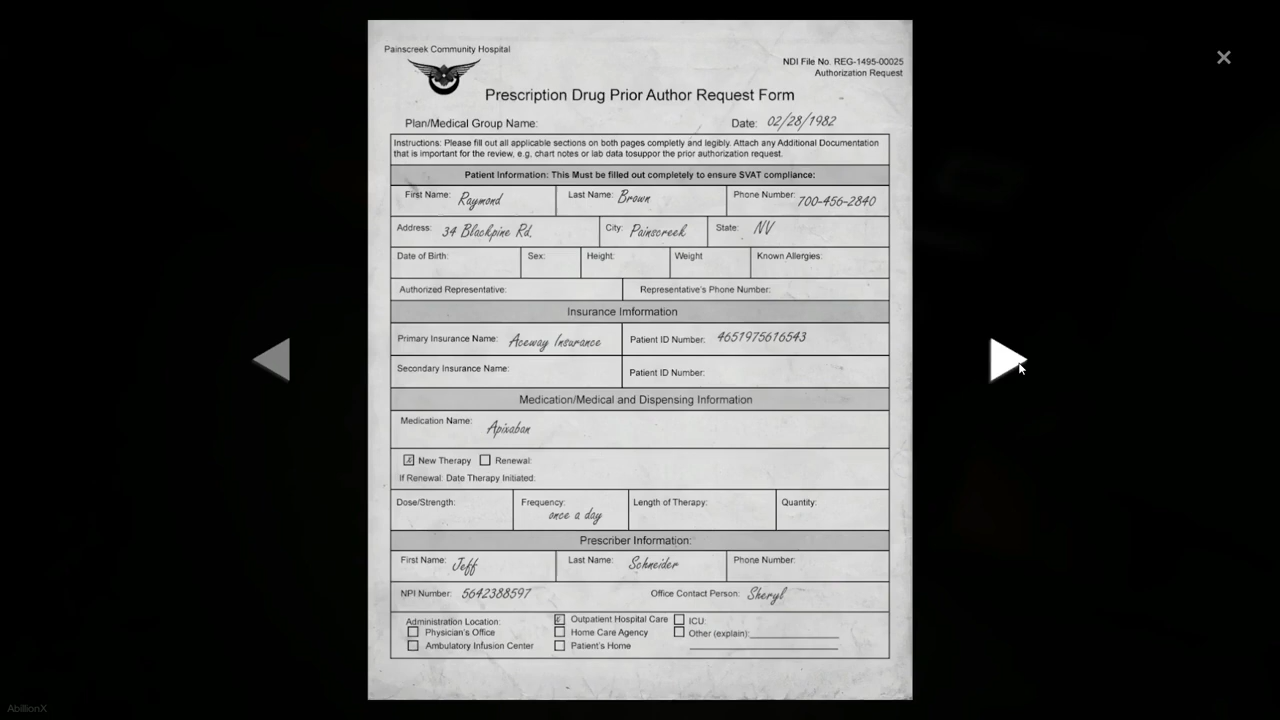 Painscreek Community Hospital
NDI File No. REG-1495-00025
Authorization Request
Prescription Drug Prior Author Request Form
Plan/Medical Group Name: Date: 02/28/1982
Instructions: Please fill out all applicable sections on both pages completly and legibly. Attach any Additional Documentation
that is important for the review, e.g. chart notes or lab data tosuppor the prior authorization request.
Patient Information: This Must be filled out completely to ensure SVAT compliance:
First Name: Raymond Last Name: Brown Phone Number: 700-456-2840
Address: 34 Blackpine Rd. City: Painscreek State: NV
Date of Birth: Sex: Height: Weight Known Allergies:
Authorized Representative: Representative's Phone Number:
Insurance Imformation
Primary Insurance Name: Aceway Insurance Patient ID Number: 4651975616543
Secondary Insurance Name: Patient ID Number:
Medication/Medical and Dispensing Information
Medication Name: Apixaban
New Therapy Renewal:
If Renewal: Date Therapy Initiated:
Dose/Strength: Frequency: once a day Length of Therapy: Quantity:
Prescriber Information:
First Name: Jeff Last Name: Schneider Phone Number:
NPI Number: 5642388597 Office Contact Person: Sheryl
Administration Location: Outpatient Hospital Care ICU:
Physician's Office Home Care Agency Other (explain):
Ambulatory Infusion Center Patient's Home
AbillionX